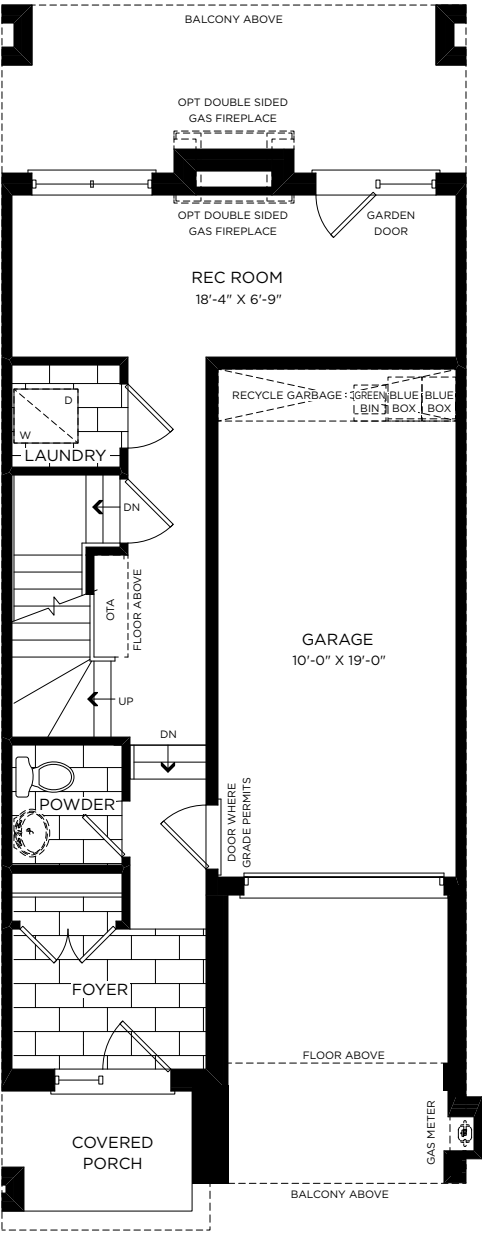 BALCONY ABOVE
OPT DOUBLE SIDED
GAS FIREPLACE
OPT DOUBLE SIDED
GAS FIREPLACE
GARDEN
DOOR
REC ROOM
18'-4" X 6'-9"
RECYCLE GARBAGE:
GREEN
BIN
BLUE
BOX
BLUE
BOX
D
W
LAUNDRY
DN
OTA
FLOOR ABOVE
GARAGE
10'-0" X 19'-0"
UP
DN
POWDER
DOOR WHERE
GRADE PERMITS
FOYER
FLOOR ABOVE
GAS METER
COVERED
PORCH
BALCONY ABOVE